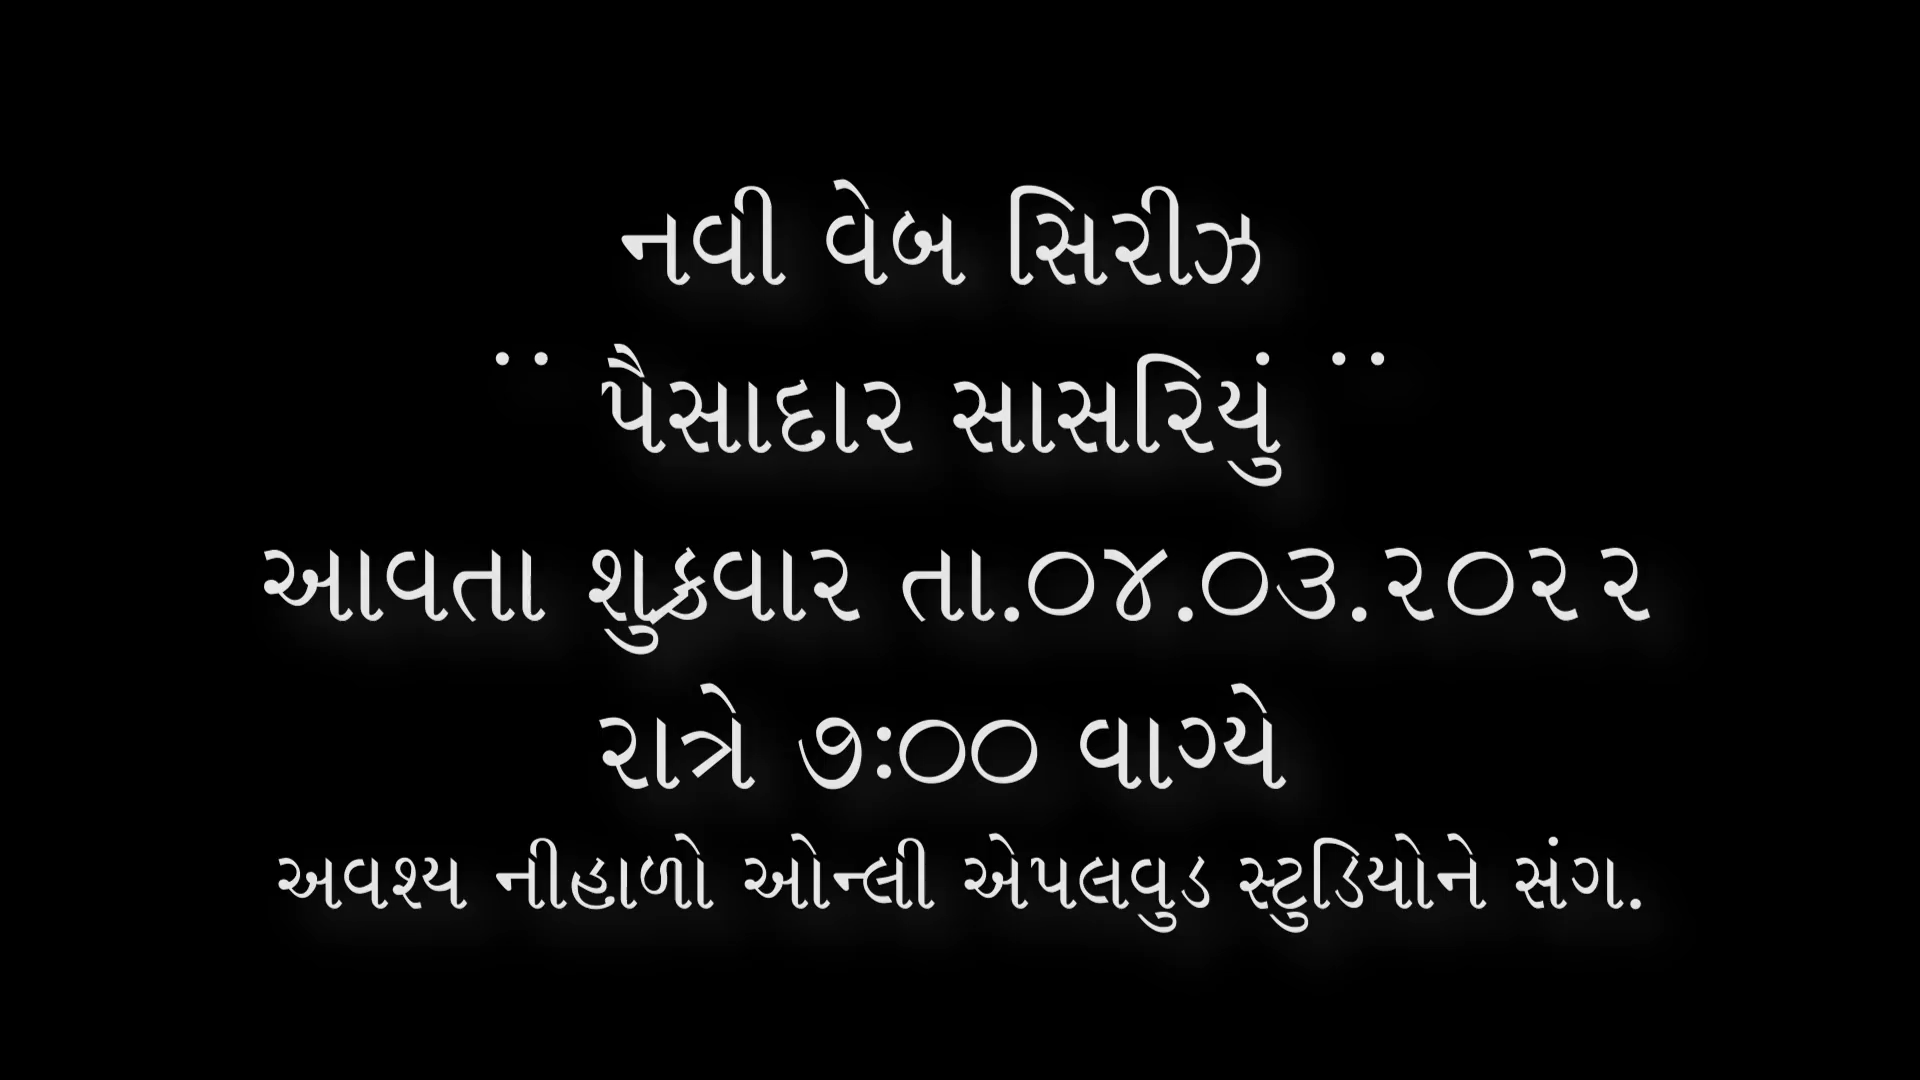 નવી વેબ સિરીઝ
¨ પૈસાદાર સાસરિયું ¨
આવતા શુક્રવાર તા.૦૪.૦૩.૨૦૨૨
રાત્રે ૭:૦૦ વાગ્યે
અવશ્ય નીહાળો ઓન્લી એપલવુડ સ્ટુડિયોને સંગ.